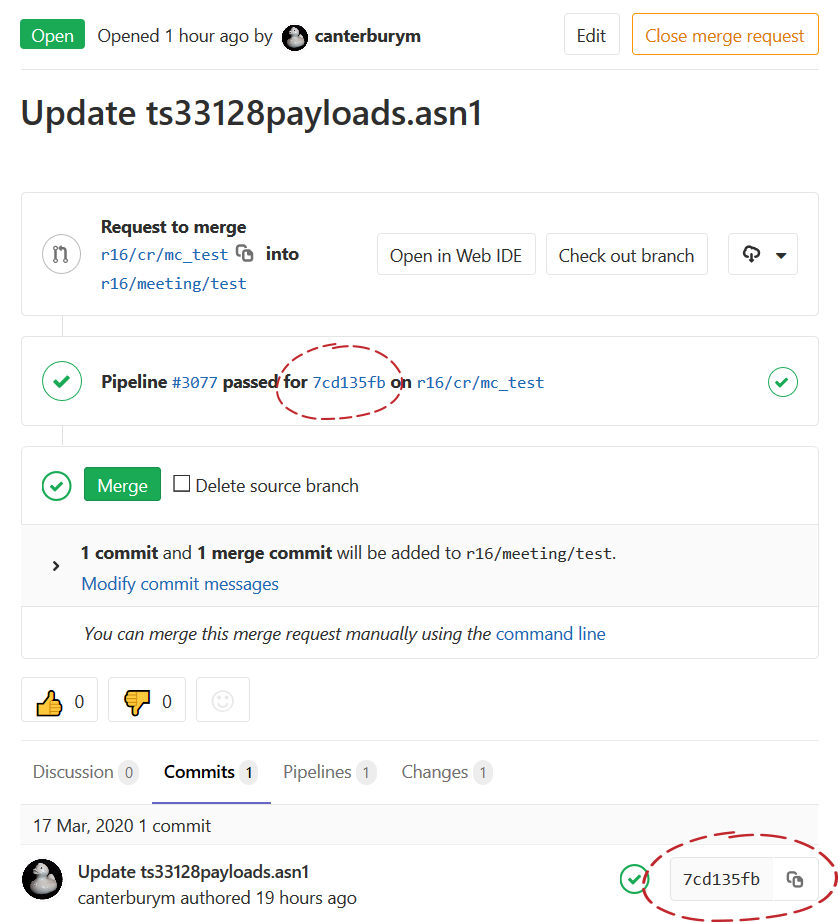 Open Opened 1 hour ago by canterburym Edit Close merge request
Update ts33128payloads.asn1
Request to merge
r16/cr/mc_test into
r16/meeting/test
Open in Web IDE Check out branch
Pipeline #3077 passed for 7cd135fb on r16/cr/mc_test
Merge Delete source branch
1 commit and 1 merge commit will be added to r16/meeting/test.
Modify commit messages
You can merge this merge request manually using the command line
0 0
Discussion 0 Commits 1 Pipelines 1 Changes 1
17 Mar, 2020 1 commit
Update ts33128payloads.asn1
canterburym authored 19 hours ago
7cd135fb